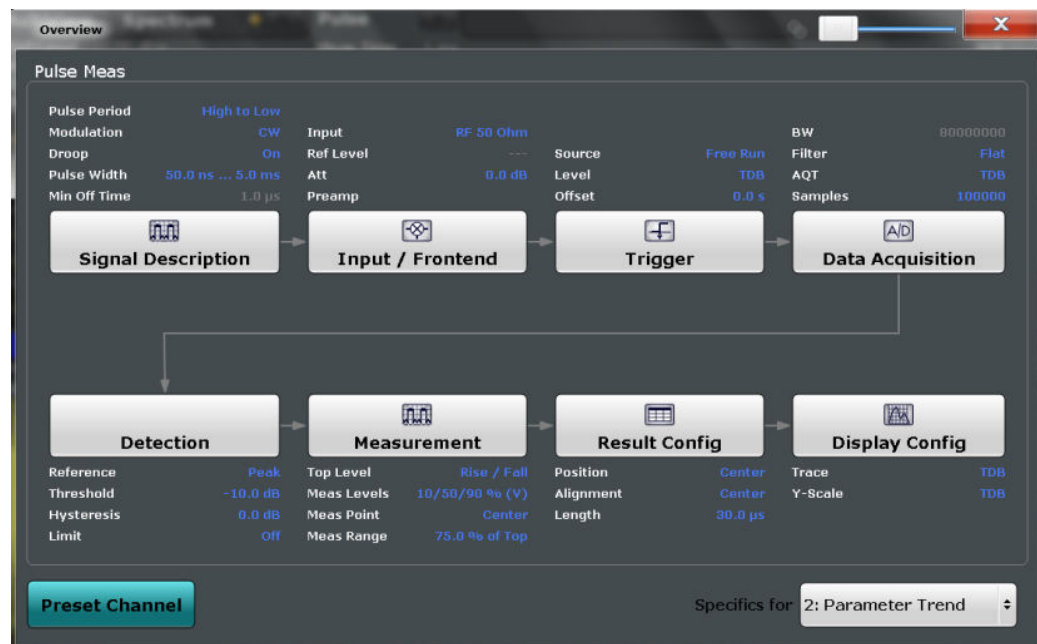 Overview
Spectrum
Pulse
X
Pulse Meas
Pulse Period High to Low
Modulation CW
Droop On
Pulse Width 50.0 ns ... 5.0 ms
Min Off Time 1.0 µs
Input RF 50 Ohm
Ref Level ---
Att 0.0 dB
Preamp
Source Free Run
Level TDB
Offset 0.0 s
BW 80000000
Filter Flat
AQT TDB
Samples 100000
Signal Description
Input / Frontend
Trigger
A/D
Data Acquisition
Detection
Measurement
Result Config
Display Config
Reference Peak
Threshold -10.0 dB
Hysteresis 0.0 dB
Limit Off
Top Level Rise / Fall
Meas Levels 10/50/90 % (V)
Meas Point Center
Meas Range 75.0 % of Top
Position Center
Alignment Center
Length 30.0 µs
Trace TDB
Y-Scale TDB
Preset Channel
Specifics for 2: Parameter Trend